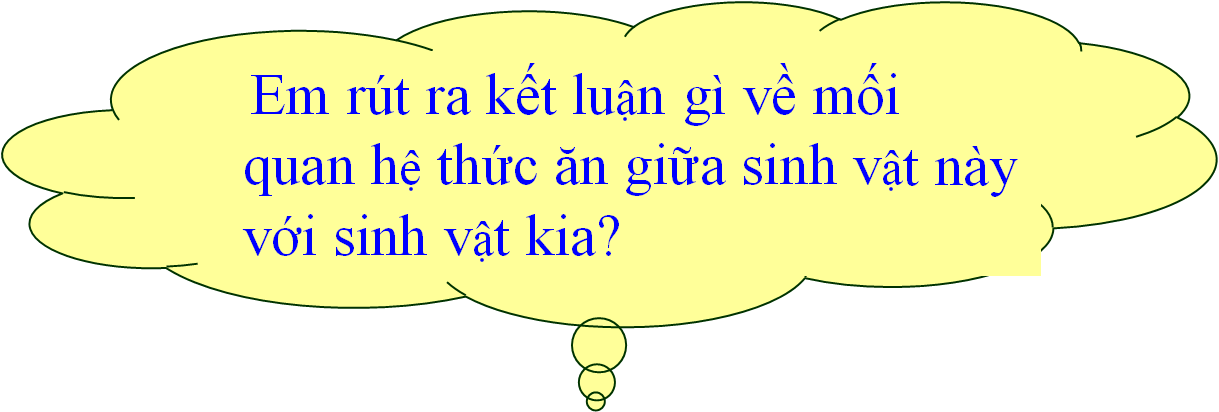 Em rút ra kết luận gì về mối
quan hệ thức ăn giữa sinh vật này
với sinh vật kia?